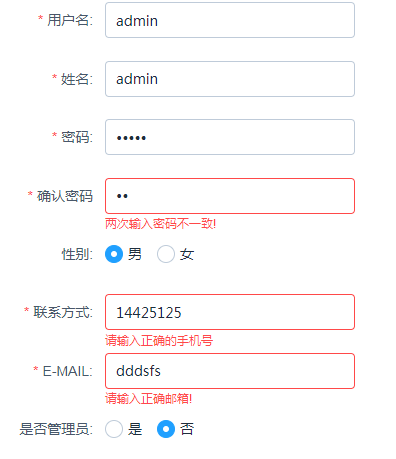 * 用户名: admin
* 姓名: admin
* 密码: •••••
* 确认密码 ••
两次输入密码不一致!
性别: 男 女
* 联系方式: 14425125
请输入正确的手机号
* E-MAIL: dddsfs
请输入正确邮箱!
是否管理员: 是 否